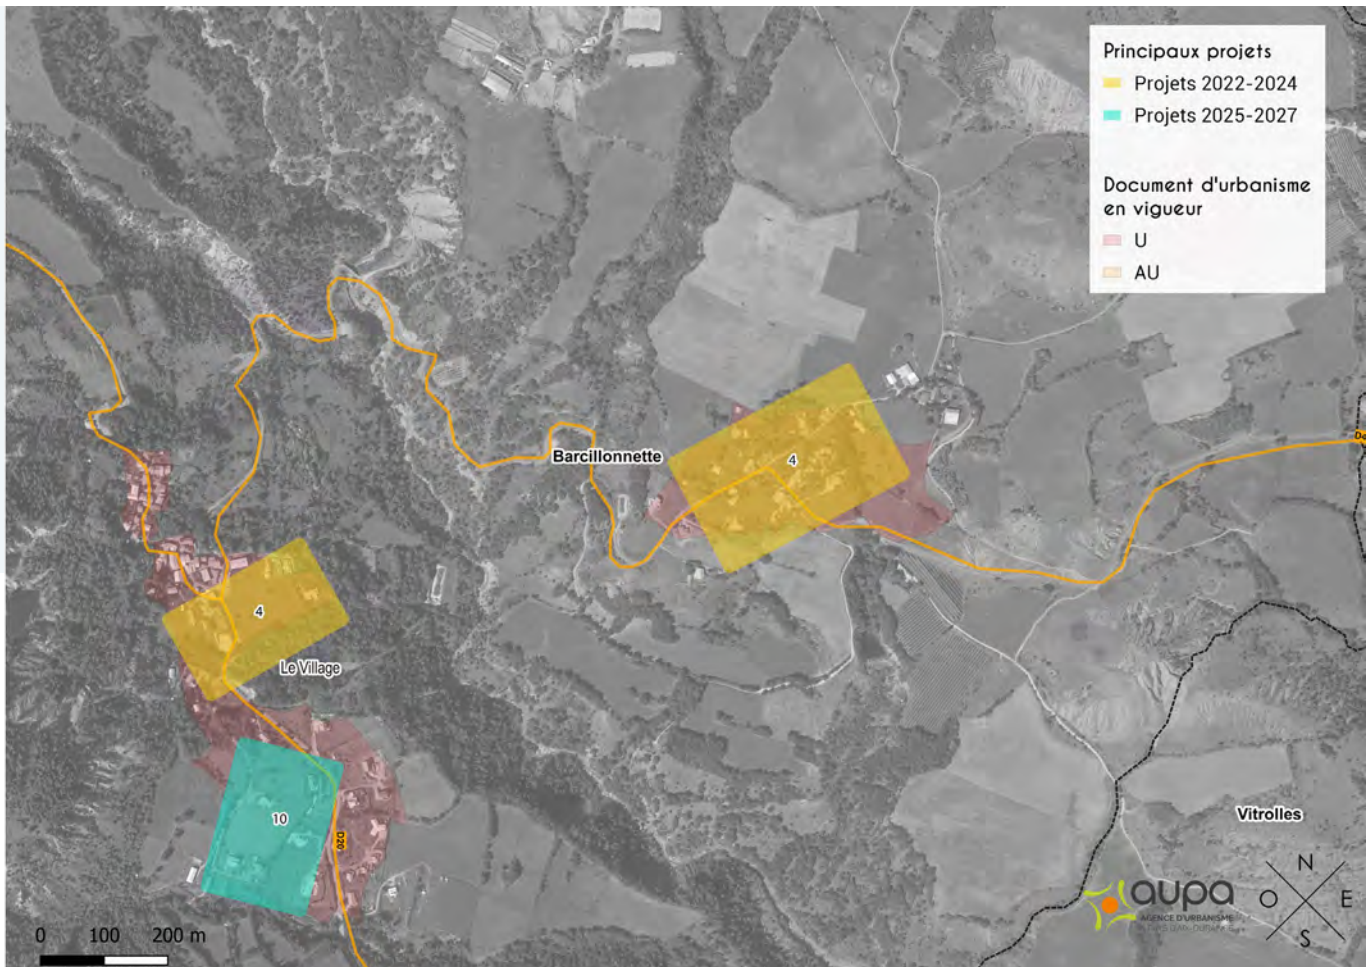 Principaux projets
Projets 2022-2024
Projets 2025-2027
Document d'urbanisme
en vigueur
U
AU
Barcillonnette
4
4
Le Village
10
D20
Vitrolles
aupa
AGENCE D'URBANISME
N
O
E
S
0 100 200 m